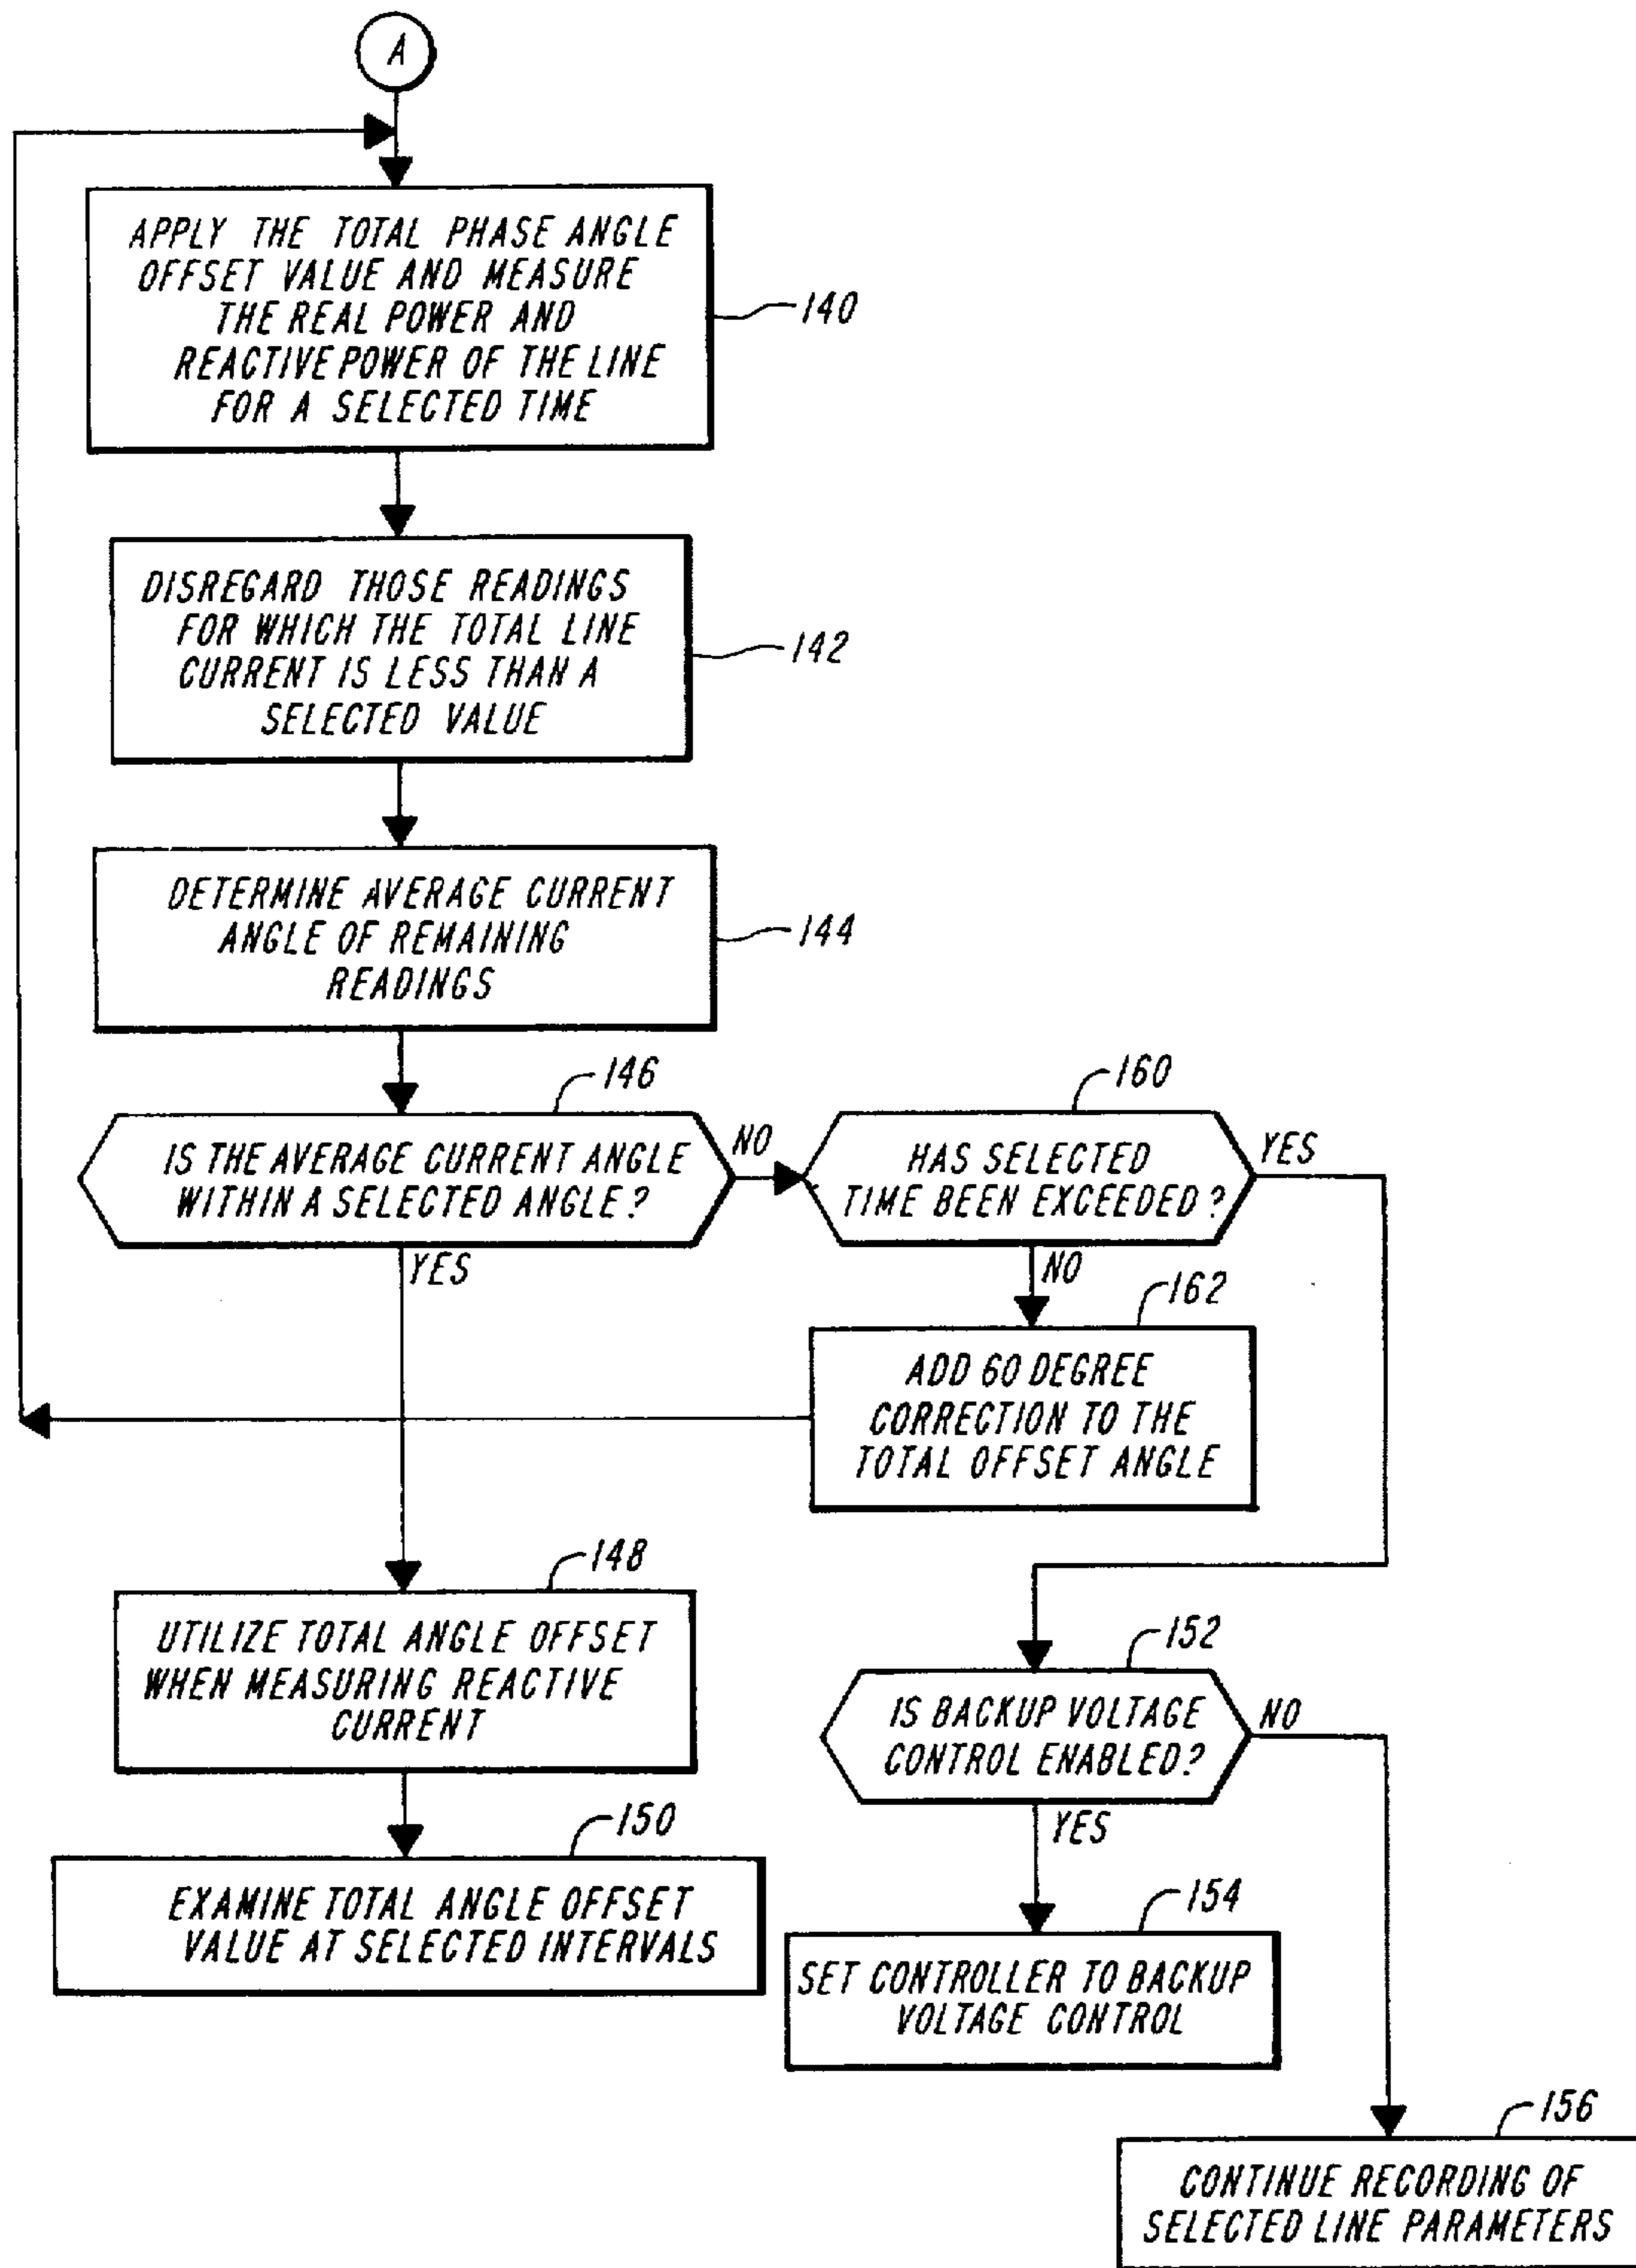 A
APPLY THE TOTAL PHASE ANGLE
OFFSET VALUE AND MEASURE
THE REAL POWER AND
REACTIVE POWER OF THE LINE
FOR A SELECTED TIME
140
DISREGARD THOSE READINGS
FOR WHICH THE TOTAL LINE
CURRENT IS LESS THAN A
SELECTED VALUE
142
DETERMINE AVERAGE CURRENT
ANGLE OF REMAINING
READINGS
144
146
IS THE AVERAGE CURRENT ANGLE
WITHIN A SELECTED ANGLE?
NO
YES
160
HAS SELECTED
TIME BEEN EXCEEDED?
YES
NO
162
ADD 60 DEGREE
CORRECTION TO THE
TOTAL OFFSET ANGLE
148
UTILIZE TOTAL ANGLE OFFSET
WHEN MEASURING REACTIVE
CURRENT
150
EXAMINE TOTAL ANGLE OFFSET
VALUE AT SELECTED INTERVALS
152
IS BACKUP VOLTAGE
CONTROL ENABLED?
NO
YES
154
SET CONTROLLER TO BACKUP
VOLTAGE CONTROL
156
CONTINUE RECORDING OF
SELECTED LINE PARAMETERS